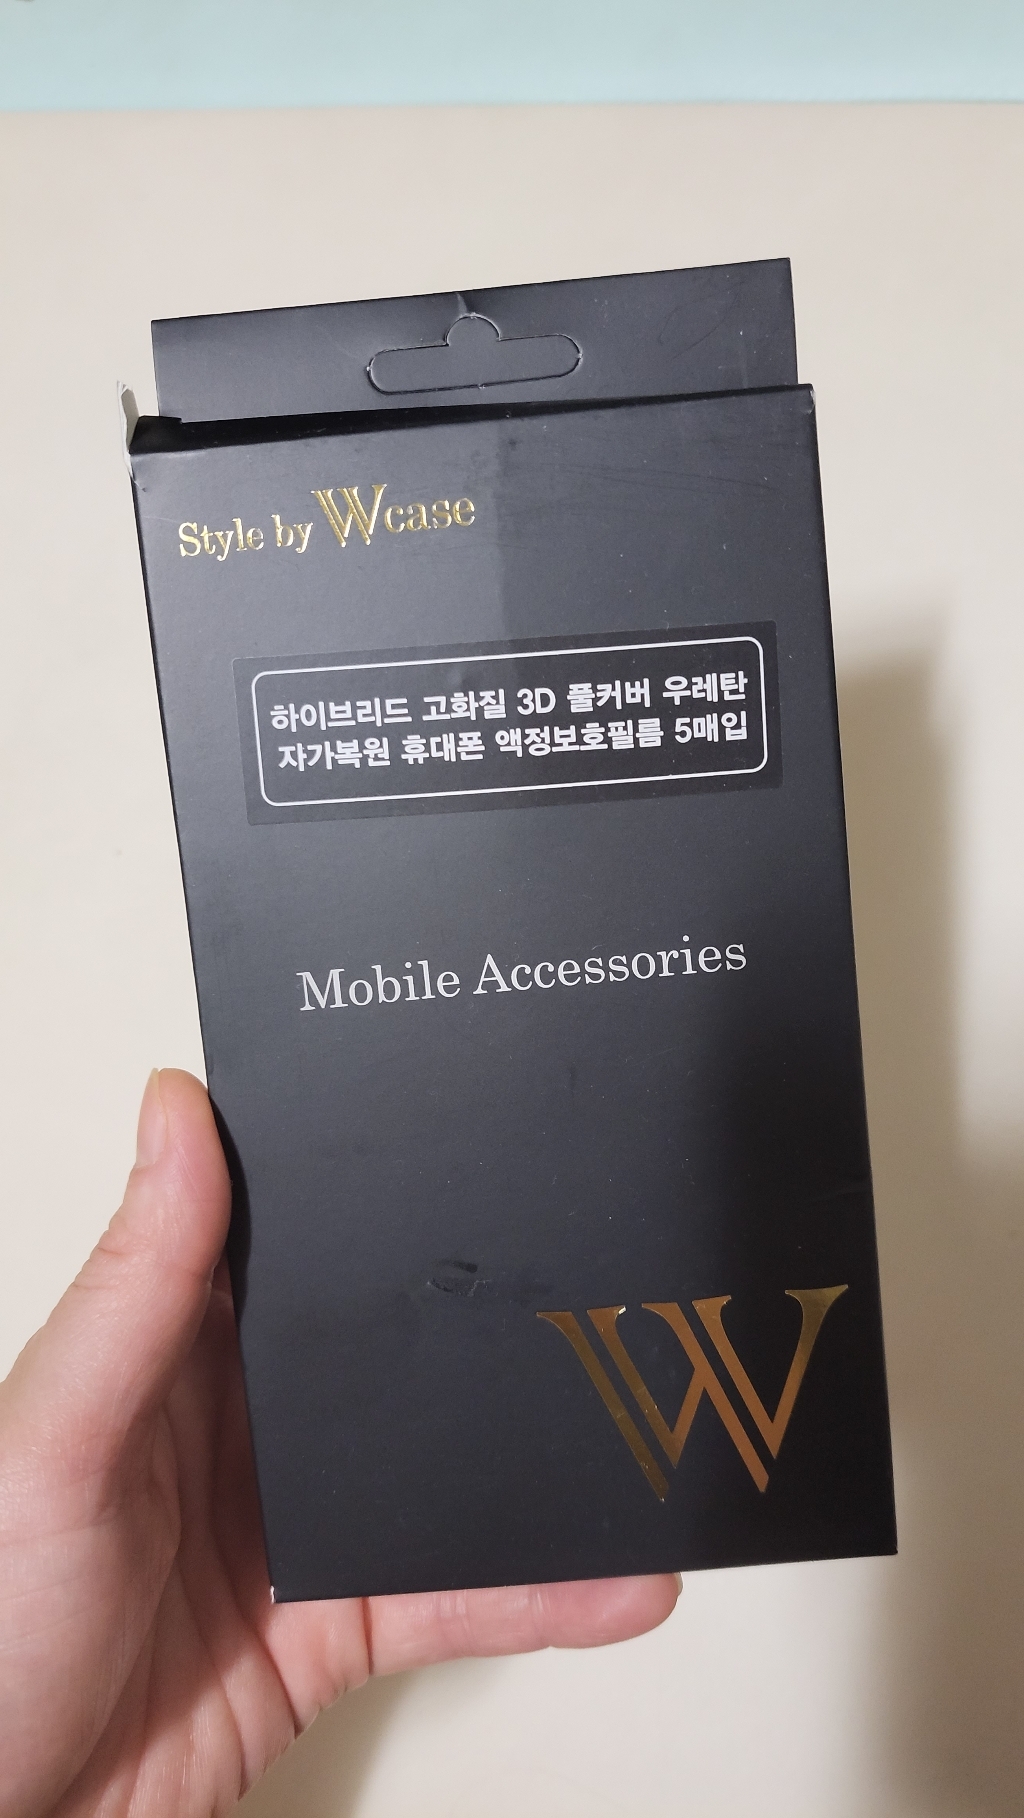 Style by Wcase
하이브리드 고화질 3D 풀커버 우레탄
자가복원 휴대폰 액정보호필름 5매입
Mobile Accessories
W